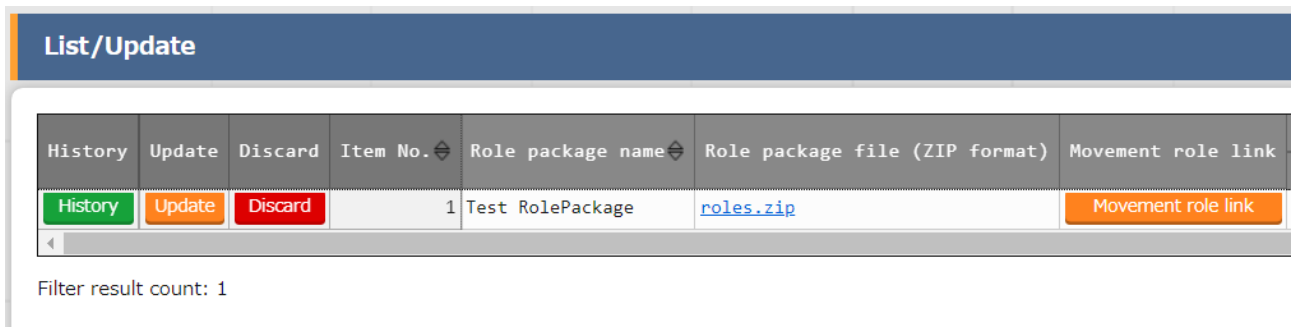 List/Update
History Update Discard Item No. Role package name Role package file (ZIP format) Movement role link
History Update Discard 1 Test RolePackage roles.zip Movement role link
Filter result count: 1